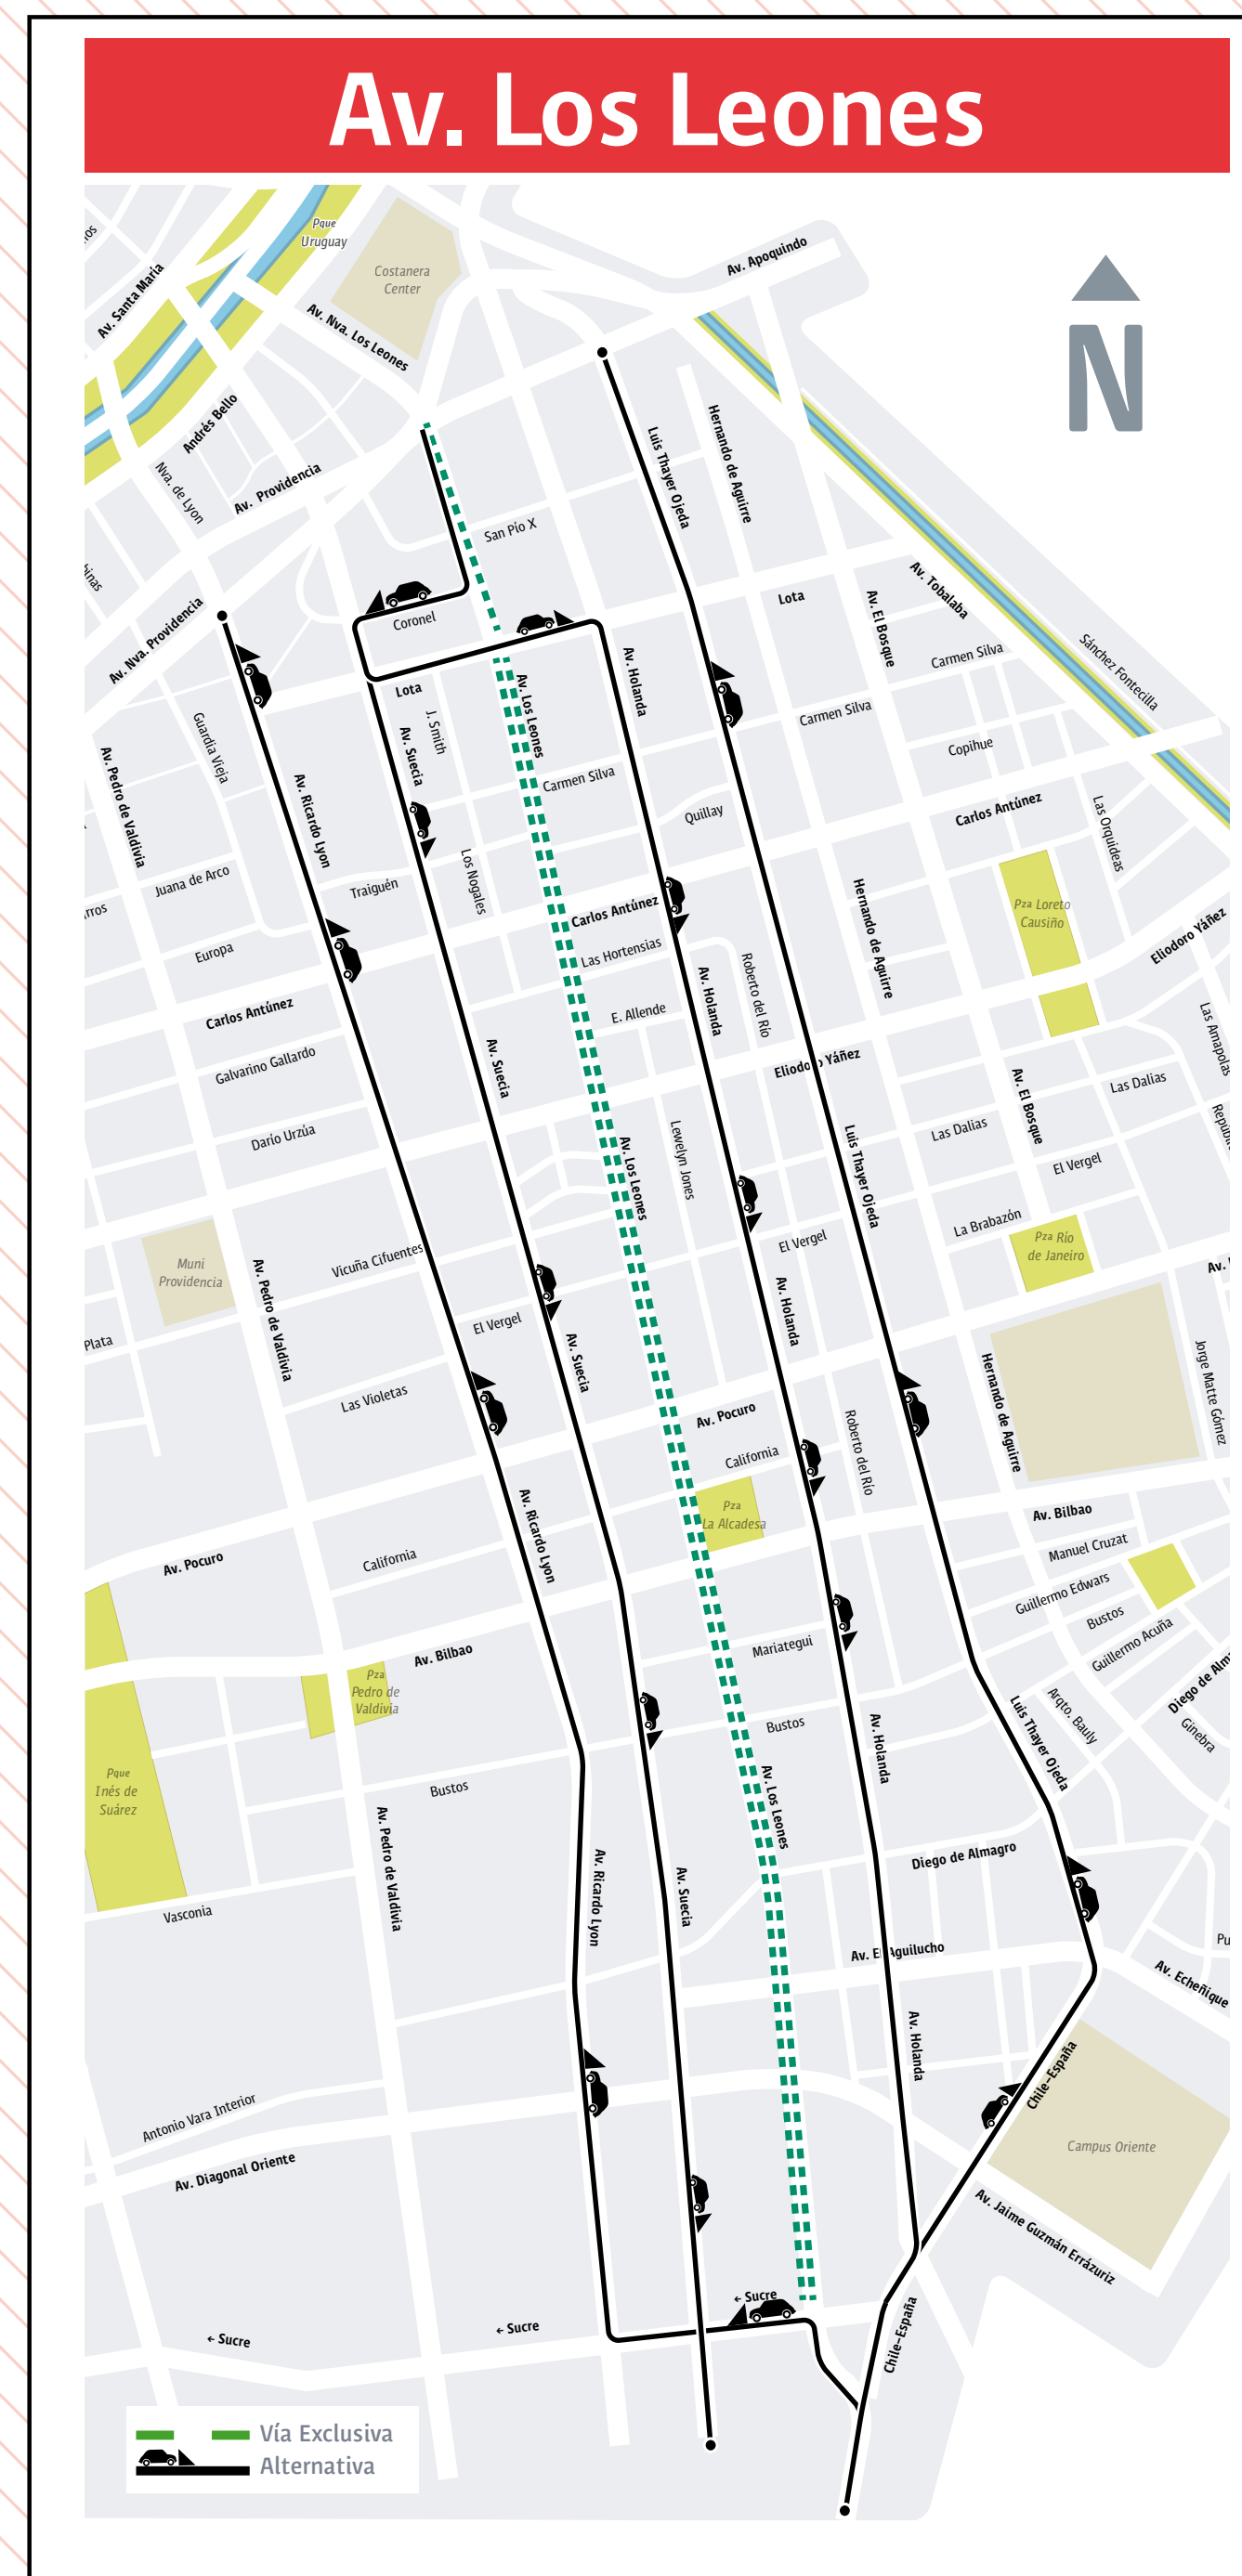 Av. Los Leones
Pque
Uruguay
Costanera
Center
Av. Apoquindo
Av. Santa Maria
Av. Nva. Los Leones
N
Andrés Bello
Nva. de Lyon
Av. Providencia
Luis Thayer Ojeda
Hernando de Aguirre
San Pío X
Av. Tobalaba
Lota
Av. El Bosque
Coronel
Av. Nva. Providencia
Sánchez Fontecilla
Carmen Silva
Av. Holanda
Lota
Av. Los Leones
Guardia Vieja
J. Smith
Av. Suecia
Carmen Silva
Copihue
Av. Pedro de Valdivia
Av. Ricardo Lyon
Carmen Silva
Quillay
Carlos Antúnez
Las Orquideas
Juana de Arco
Traiguén
Los Nogales
Carlos Antúnez
Hernando de Aguirre
Pza Loreto
Causiño
Eliodoro Yáñez
Europa
Las Hortensias
Roberto del Río
Av. Holanda
Carlos Antúnez
E. Allende
Las Amapolas
Galvarino Gallardo
Av. Suecia
Eliodoro Yáñez
Av. El Bosque
Las Dalias
Darío Urzúa
Av. Los Leones
Lewelyn Jones
Luis Thayer Ojeda
Las Dalias
El Vergel
La Brabazón
Muni
Providencia
Vicuña Cifuentes
El Vergel
Pza Río
de Janeiro
Av. Pedro de Valdivia
El Vergel
Av. Holanda
Plata
Av. Suecia
Jorge Matte Gómez
Las Violetas
Av. Pocuro
Hernando de Aguirre
California
Roberto del Río
Av. Ricardo Lyon
Pza
La Alcadesa
Av. Bilbao
Av. Pocuro
California
Manuel Cruzat
Guillermo Edwars
Bustos
Guillermo Acuña
Av. Bilbao
Mariategui
Pza
Pedro de
Valdivia
Arqto. Bauly
Diego de Alm
Ginebra
Bustos
Av. Holanda
Luis Thayer Ojeda
Pque
Inés de
Suárez
Bustos
Av. Los Leones
Av. Pedro de Valdivia
Av. Ricardo Lyon
Av. Suecia
Diego de Almagro
Vasconia
Av. El Aguilucho
Av. Echeñique
Av. Holanda
Chile-España
Antonio Vara Interior
Campus Oriente
Av. Diagonal Oriente
Av. Jaime Guzmán Errázuriz
← Sucre
← Sucre
← Sucre
Chile-España
Vía Exclusiva
Alternativa